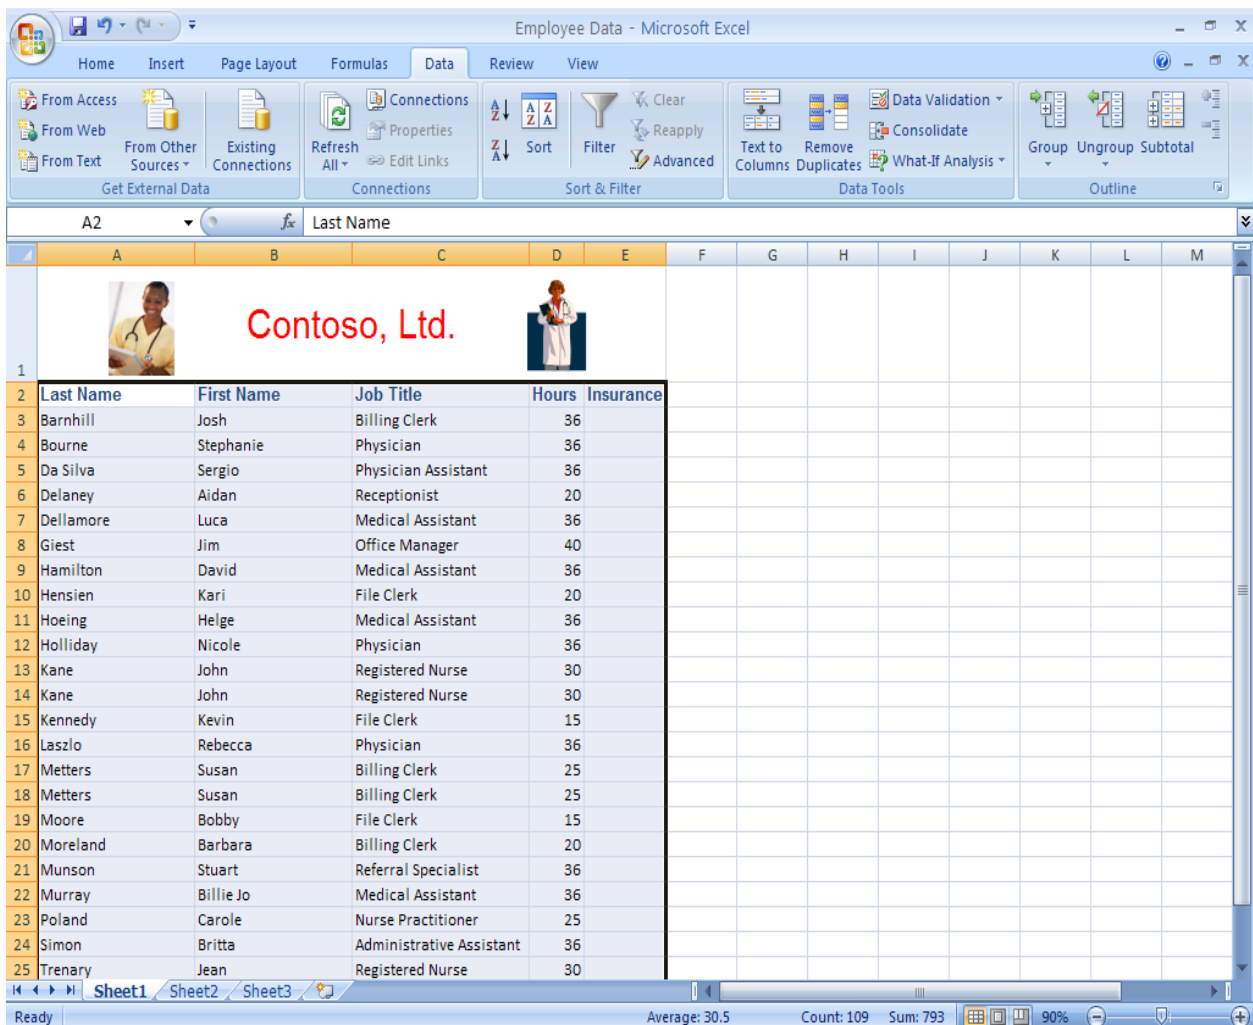 Employee Data - Microsoft Excel
Home Insert Page Layout Formulas Data Review View
From Access
From Web
From Text
From Other Sources
Existing Connections
Get External Data
Refresh All
Connections
Properties
Edit Links
Connections
A Z
Z A
A Z
Z A
Sort
Filter
Clear
Reapply
Advanced
Sort & Filter
Text to Columns
Remove Duplicates
Data Validation
Consolidate
What-If Analysis
Data Tools
Group Ungroup Subtotal
Outline
A2 fx Last Name
A B C D E F G H I J K L M
1 Contoso, Ltd.
2 Last Name First Name Job Title Hours Insurance
3 Barnhill Josh Billing Clerk 36
4 Bourne Stephanie Physician 36
5 Da Silva Sergio Physician Assistant 36
6 Delaney Aidan Receptionist 20
7 Dellamore Luca Medical Assistant 36
8 Giest Jim Office Manager 40
9 Hamilton David Medical Assistant 36
10 Hensien Kari File Clerk 20
11 Hoeing Helge Medical Assistant 36
12 Holliday Nicole Physician 36
13 Kane John Registered Nurse 30
14 Kane John Registered Nurse 30
15 Kennedy Kevin File Clerk 15
16 Laszlo Rebecca Physician 36
17 Metters Susan Billing Clerk 25
18 Metters Susan Billing Clerk 25
19 Moore Bobby File Clerk 15
20 Moreland Barbara Billing Clerk 20
21 Munson Stuart Referral Specialist 36
22 Murray Billie Jo Medical Assistant 36
23 Poland Carole Nurse Practitioner 25
24 Simon Britta Administrative Assistant 36
25 Trenary Jean Registered Nurse 30
Sheet1 Sheet2 Sheet3
Ready Average: 30.5 Count: 109 Sum: 793 90%